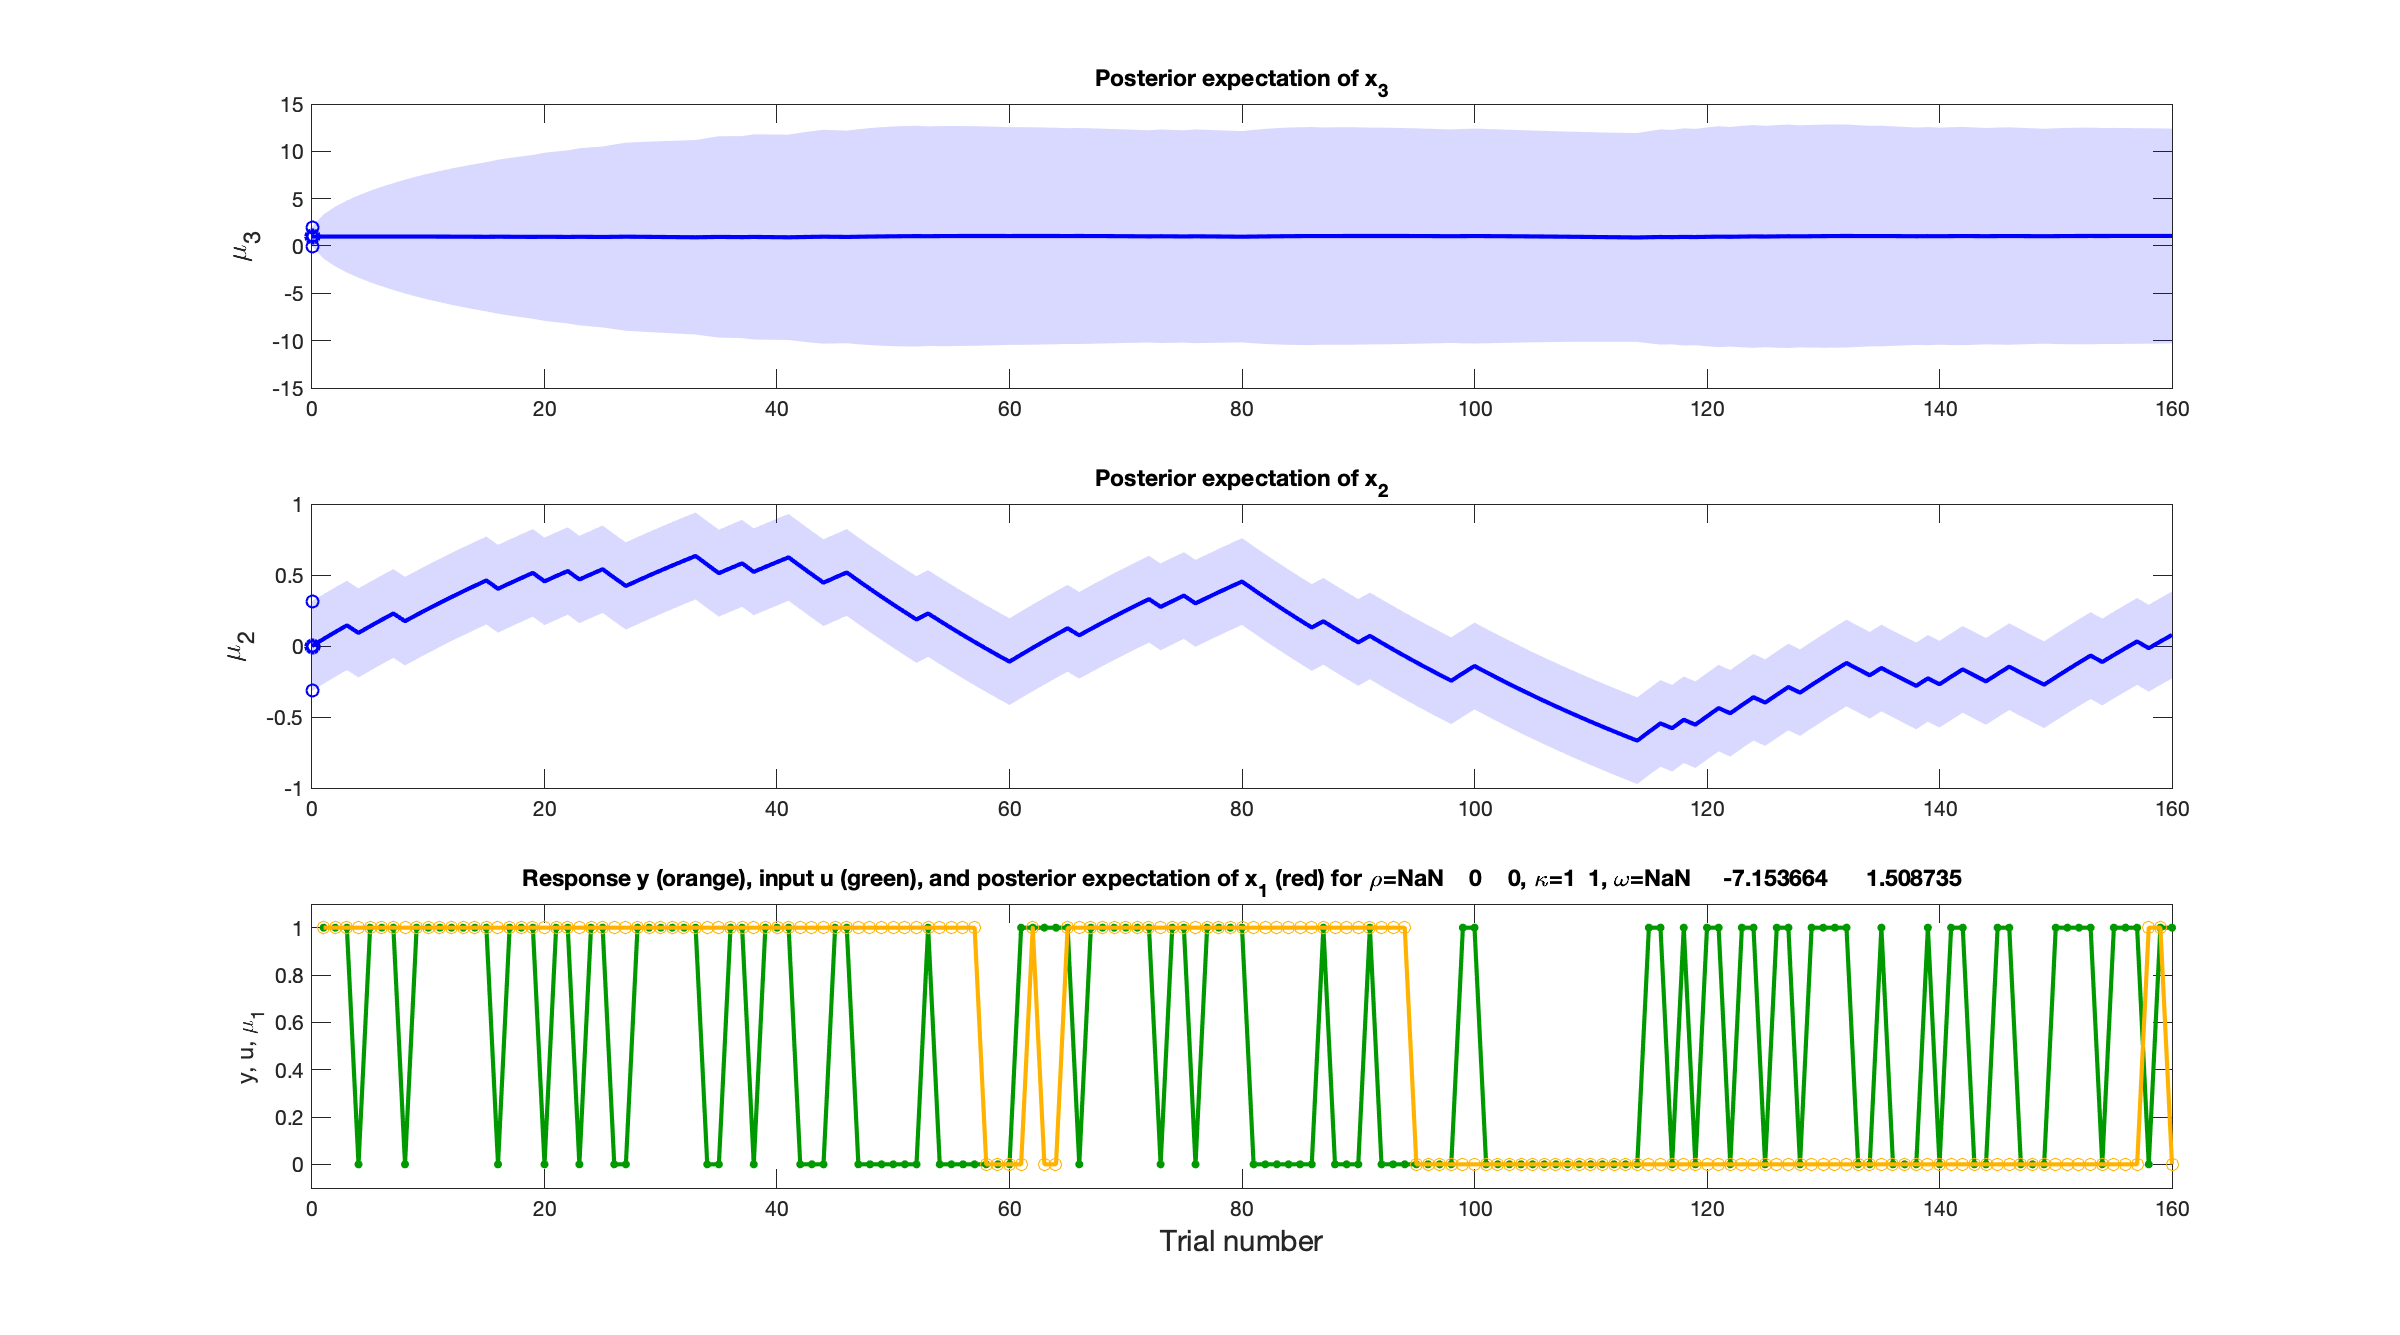 Posterior expectation of x3
15
10
5
0
-5
-10
-15
μ3
0 20 40 60 80 100 120 140 160
Posterior expectation of x2
1
0.5
0
-0.5
-1
μ2
0 20 40 60 80 100 120 140 160
Response y (orange), input u (green), and posterior expectation of x1 (red) for ρ=NaN 0 0, κ=1 1, ω=NaN -7.153664 1.508735
1
0.8
0.6
0.4
0.2
0
y, u, μ1
0 20 40 60 80 100 120 140 160
Trial number